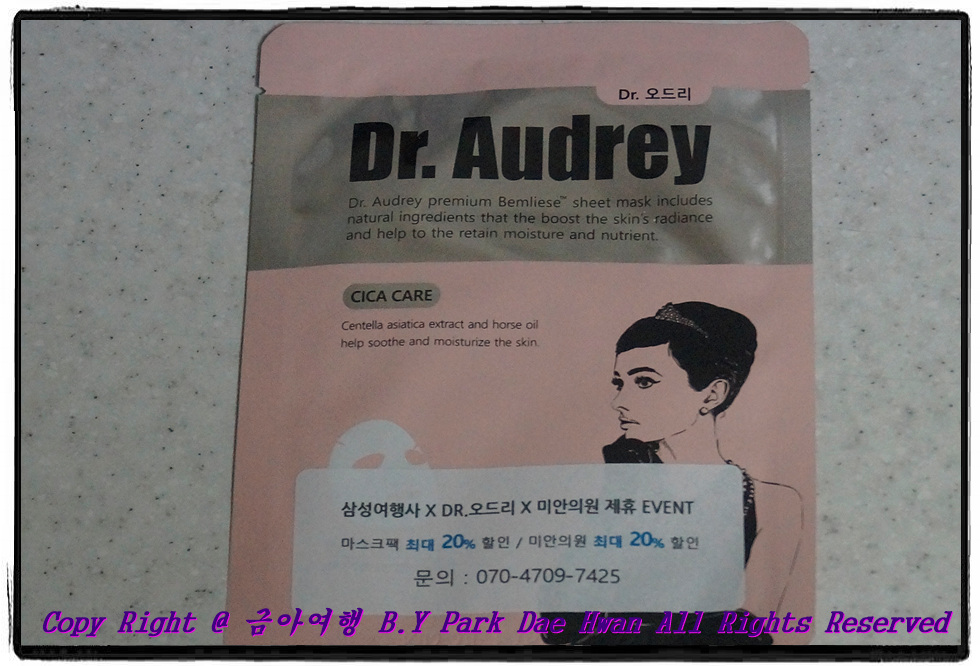 Dr. 오드리
Dr. Audrey
Dr. Audrey premium Bemliese™ sheet mask includes
natural ingredients that the boost the skin's radiance
and help to the retain moisture and nutrient.
CICA CARE
Centella asiatica extract and horse oil
help soothe and moisturize the skin.
삼성여행사 X DR.오드리 X 미안의원 제휴 EVENT
마스크팩 최대 20% 할인 / 미안의원 최대 20% 할인
문의 : 070-4709-7425
Copy Right @ 금아여행 B.Y Park Dae Hwan All Rights Reserved